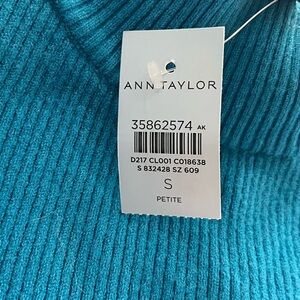 ANN TAYLOR
35862574 AK
D217 CL001 C018638
S 832428 SZ 609
S
PETITE